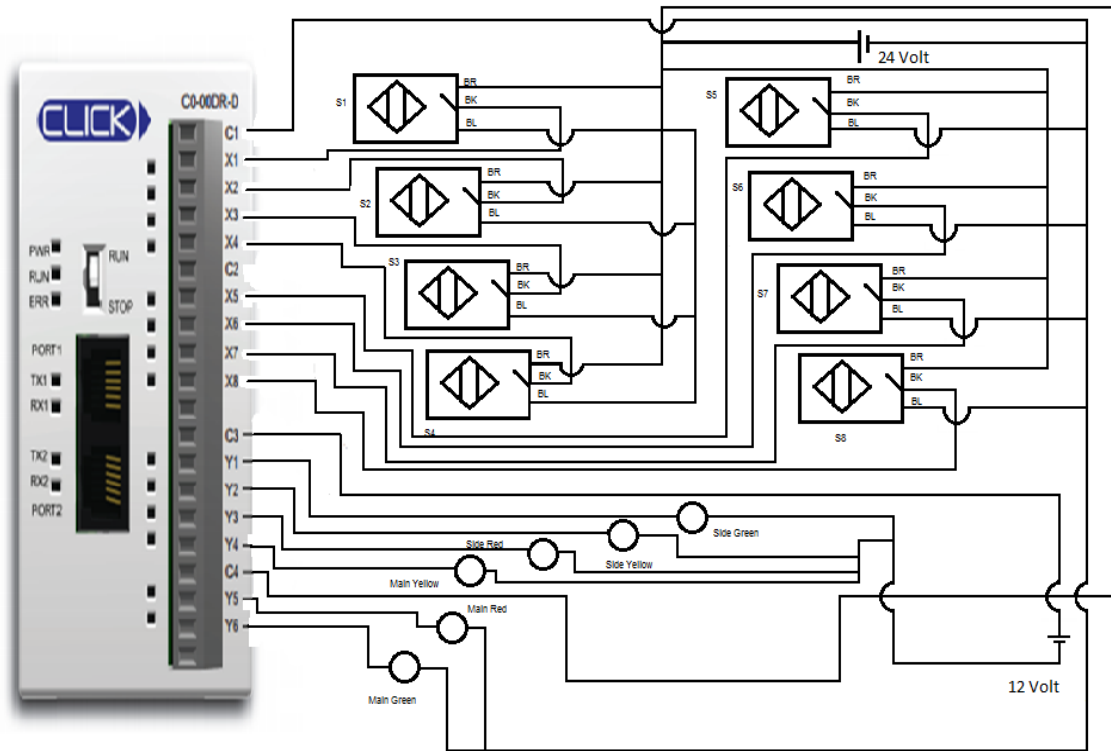 CLICK
C0-00DR-D
C1
X1
X2
X3
X4
C2
X5
X6
X7
X8
C3
Y1
Y2
Y3
Y4
C4
Y5
Y6
PWR
RUN
ERR
RUN
STOP
PORT1
TX1
RX1
TX2
RX2
PORT2
24 Volt
S1
BR
BK
BL
S2
BR
BK
BL
S3
BR
BK
BL
S4
BR
BK
BL
S5
BR
BK
BL
S6
BR
BK
BL
S7
BR
BK
BL
S8
BR
BK
BL
Side Green
Side Yellow
Side Red
Main Yellow
Main Red
Main Green
12 Volt